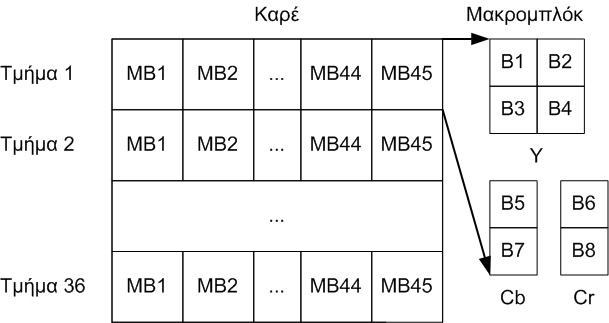 Καρέ Μακρομπλόκ
Τμήμα 1 MB1 MB2 ... MB44 MB45 B1 B2
B3 B4
Τμήμα 2 MB1 MB2 ... MB44 MB45 Y
... B5 B6
B7 B8
Τμήμα 36 MB1 MB2 ... MB44 MB45 Cb Cr